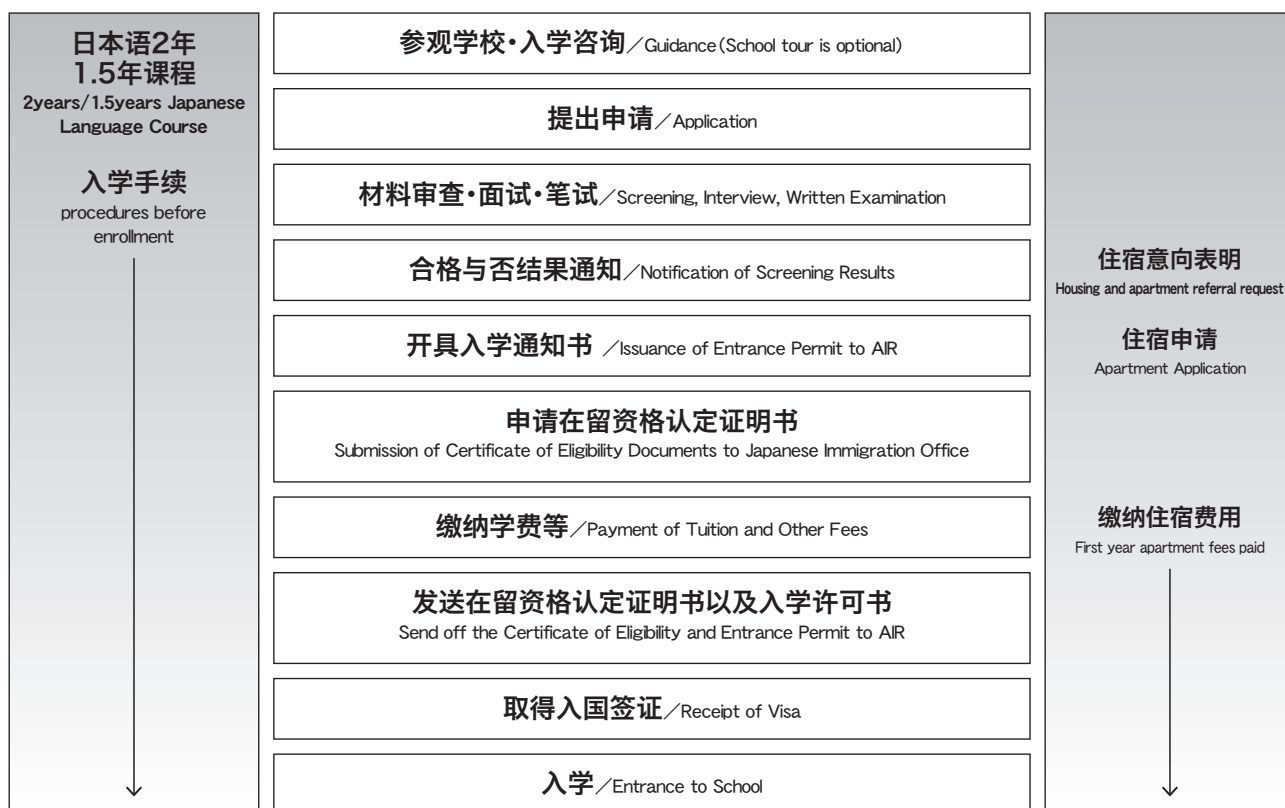 日本语2年
1.5年课程
2years/1.5years Japanese
Language Course
入学手续
procedures before
enrollment
参观学校・入学咨询／Guidance(School tour is optional)
提出申请／Application
材料审查・面试・笔试／Screening, Interview, Written Examination
合格与否结果通知／Notification of Screening Results
开具入学通知书 ／Issuance of Entrance Permit to AIR
申请在留资格认定证明书
Submission of Certificate of Eligibility Documents to Japanese Immigration Office
缴纳学费等／Payment of Tuition and Other Fees
发送在留资格认定证明书以及入学许可书
Send off the Certificate of Eligibility and Entrance Permit to AIR
取得入国签证／Receipt of Visa
入学／Entrance to School
住宿意向表明
Housing and apartment referral request
住宿申请
Apartment Application
缴纳住宿费用
First year apartment fees paid